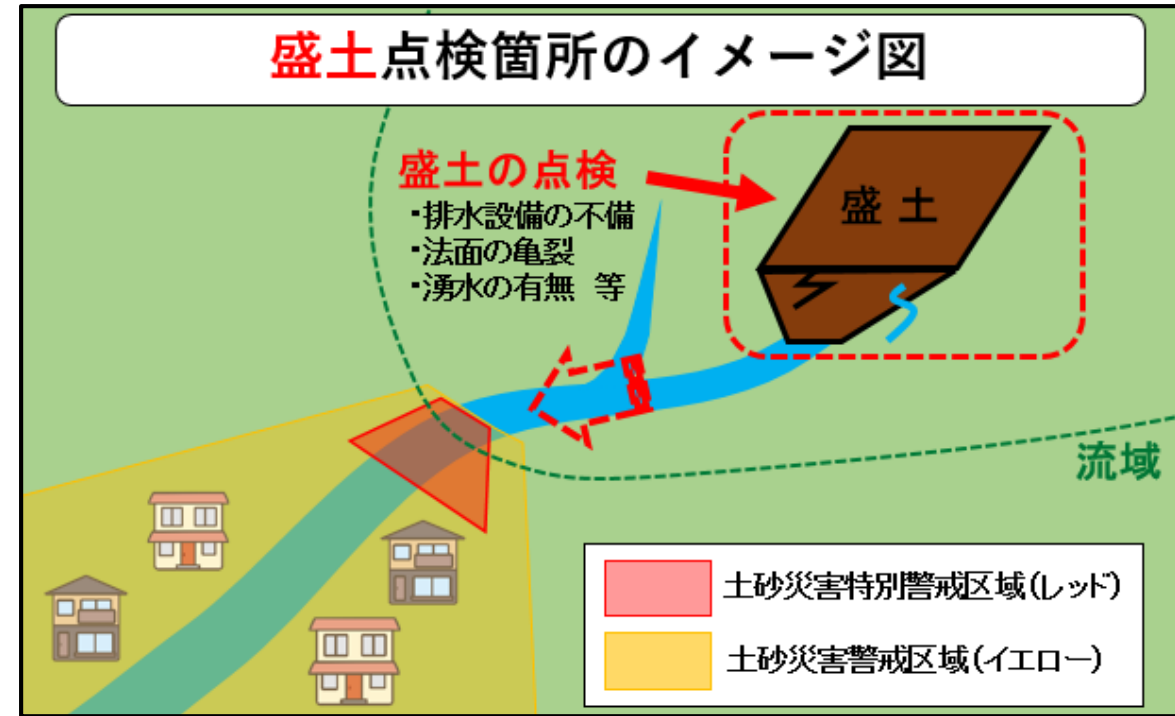 盛土点検箇所のイメージ図
盛土の点検
・排水設備の不備
・法面の亀裂
・湧水の有無 等
盛 土
流域
土砂災害特別警戒区域(レッド)
土砂災害警戒区域(イエロー)